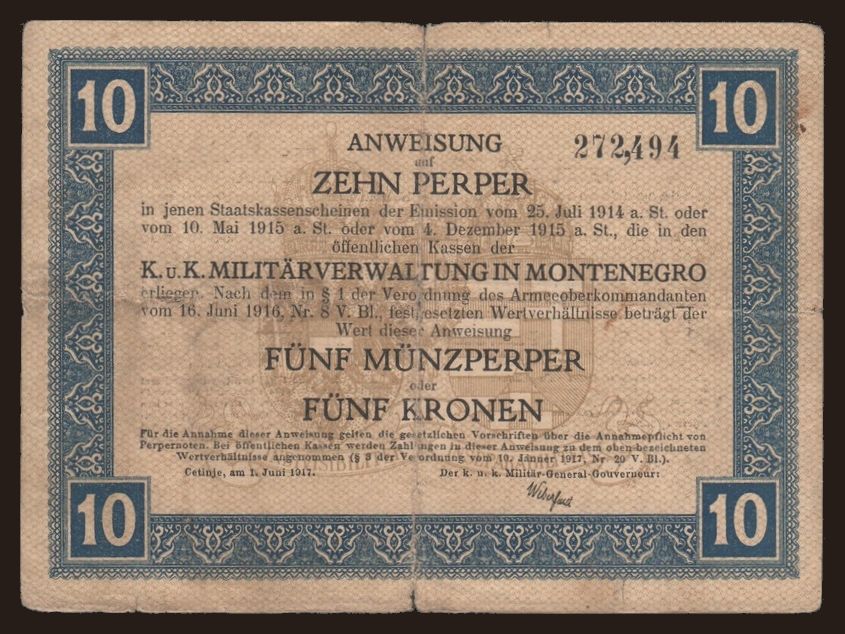 10 10
ANWEISUNG 272,494
auf
ZEHN PERPER
in jenen Staatskassenscheinen der Emission vom 25. Juli 1914 a. St. oder
vom 10. Mai 1915 a. St. oder vom 4. Dezember 1915 a. St., die in den
öffentlichen Kassen der
K. u. K. MILITÄRVERWALTUNG IN MONTENEGRO
erliegen. Nach dem in § 1 der Verordnung des Armeeoberkommandanten
vom 16. Juni 1916, Nr. 8 V. Bl., festgesetzten Wertverhältnisse beträgt der
Wert dieser Anweisung
FÜNF MÜNZPERPER
oder
FÜNF KRONEN
Für die Annahme dieser Anweisung gelten die gesetzlichen Vorschriften über die Annahmepflicht von
Perpernoten. Bei öffentlichen Kassen werden Zahlungen in dieser Anweisung zu dem oben bezeichneten
Wertverhältnisse angenommen (§ 3 der Verordnung vom 10. Jänner 1917, Nr. 20 V. Bl.).
Cetinje, am 1. Juni 1917. Der k. u. k. Militär-General-Gouverneur:
10 10